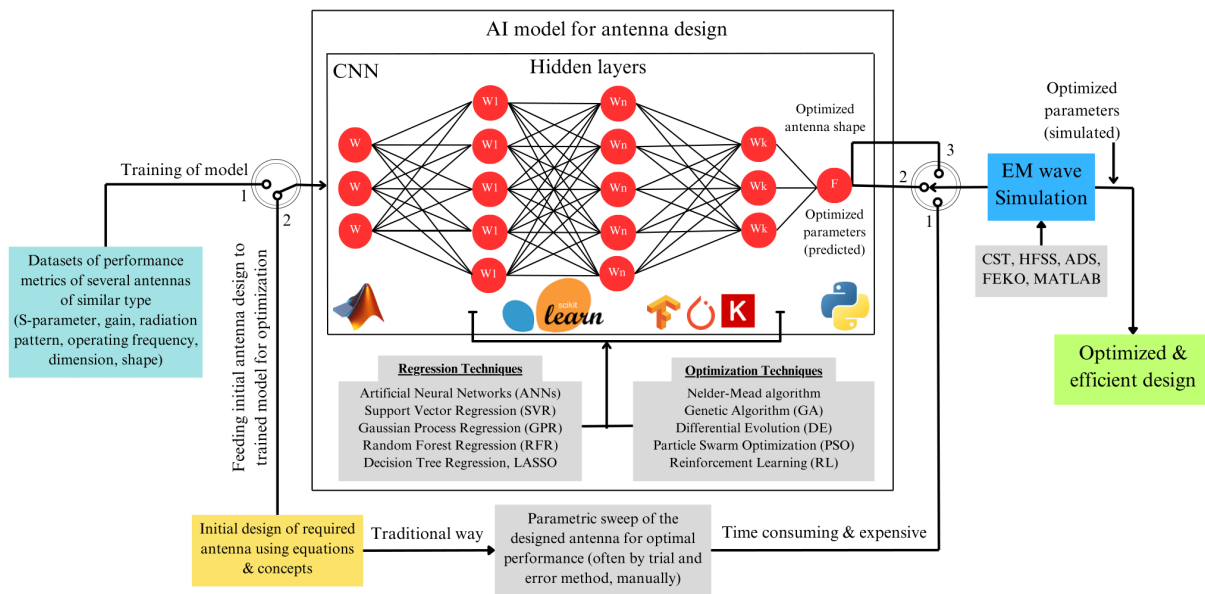 AI model for antenna design
CNN
Hidden layers
W
W
W
W1
W1
W1
W1
W1
Wn
Wn
Wn
Wn
Wn
Wk
Wk
Wk
F
Optimized
antenna shape
Optimized
parameters
(predicted)
scikit
learn
K
Training of model
1
2
Datasets of performance
metrics of several antennas
of similar type
(S-parameter, gain, radiation
pattern, operating frequency,
dimension, shape)
Feeding initial antenna design to
trained model for optimization
Regression Techniques
Artificial Neural Networks (ANNs)
Support Vector Regression (SVR)
Gaussian Process Regression (GPR)
Random Forest Regression (RFR)
Decision Tree Regression, LASSO
Optimization Techniques
Nelder-Mead algorithm
Genetic Algorithm (GA)
Differential Evolution (DE)
Particle Swarm Optimization (PSO)
Reinforcement Learning (RL)
3
2
1
Optimized
parameters
(simulated)
EM wave
Simulation
CST, HFSS, ADS,
FEKO, MATLAB
Optimized &
efficient design
Initial design of required
antenna using equations
& concepts
Traditional way
Parametric sweep of the
designed antenna for optimal
performance (often by trial and
error method, manually)
Time consuming & expensive